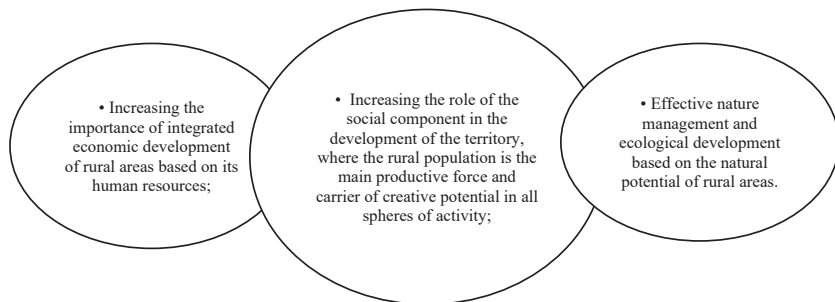 • Increasing the
importance of integrated
economic development
of rural areas based on its
human resources;
• Increasing the role of the
social component in the
development of the territory,
where the rural population is the
main productive force and
carrier of creative potential in all
spheres of activity;
• Effective nature
management and
ecological development
based on the natural
potential of rural areas.